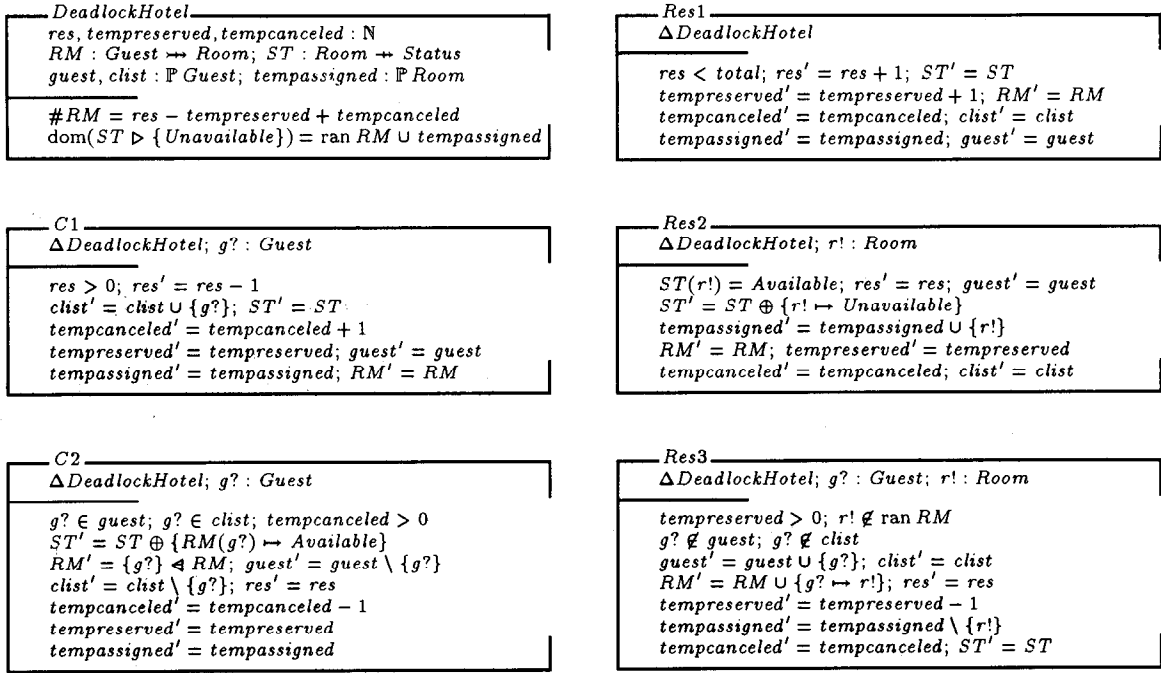 DeadlockHotel
res, tempreserved, tempcanceled : ℕ
RM : Guest ⤔ Room; ST : Room ⇸ Status
guest, clist : ℙ Guest; tempassigned : ℙ Room
#RM = res − tempreserved + tempcanceled
dom(ST ▷ {Unavailable}) = ran RM ∪ tempassigned
Res1
ΔDeadlockHotel
res < total; res′ = res + 1; ST′ = ST
tempreserved′ = tempreserved + 1; RM′ = RM
tempcanceled′ = tempcanceled; clist′ = clist
tempassigned′ = tempassigned; guest′ = guest
C1
ΔDeadlockHotel; g? : Guest
res > 0; res′ = res − 1
clist′ = clist ∪ {g?}; ST′ = ST
tempcanceled′ = tempcanceled + 1
tempreserved′ = tempreserved; guest′ = guest
tempassigned′ = tempassigned; RM′ = RM
Res2
ΔDeadlockHotel; r! : Room
ST(r!) = Available; res′ = res; guest′ = guest
ST′ = ST ⊕ {r! ↦ Unavailable}
tempassigned′ = tempassigned ∪ {r!}
RM′ = RM; tempreserved′ = tempreserved
tempcanceled′ = tempcanceled; clist′ = clist
C2
ΔDeadlockHotel; g? : Guest
g? ∈ guest; g? ∈ clist; tempcanceled > 0
ST′ = ST ⊕ {RM(g?) ↦ Available}
RM′ = {g?} ⩤ RM; guest′ = guest \ {g?}
clist′ = clist \ {g?}; res′ = res
tempcanceled′ = tempcanceled − 1
tempreserved′ = tempreserved
tempassigned′ = tempassigned
Res3
ΔDeadlockHotel; g? : Guest; r! : Room
tempreserved > 0; r! ∉ ran RM
g? ∉ guest; g? ∉ clist
guest′ = guest ∪ {g?}; clist′ = clist
RM′ = RM ∪ {g? ↦ r!}; res′ = res
tempreserved′ = tempreserved − 1
tempassigned′ = tempassigned \ {r!}
tempcanceled′ = tempcanceled; ST′ = ST